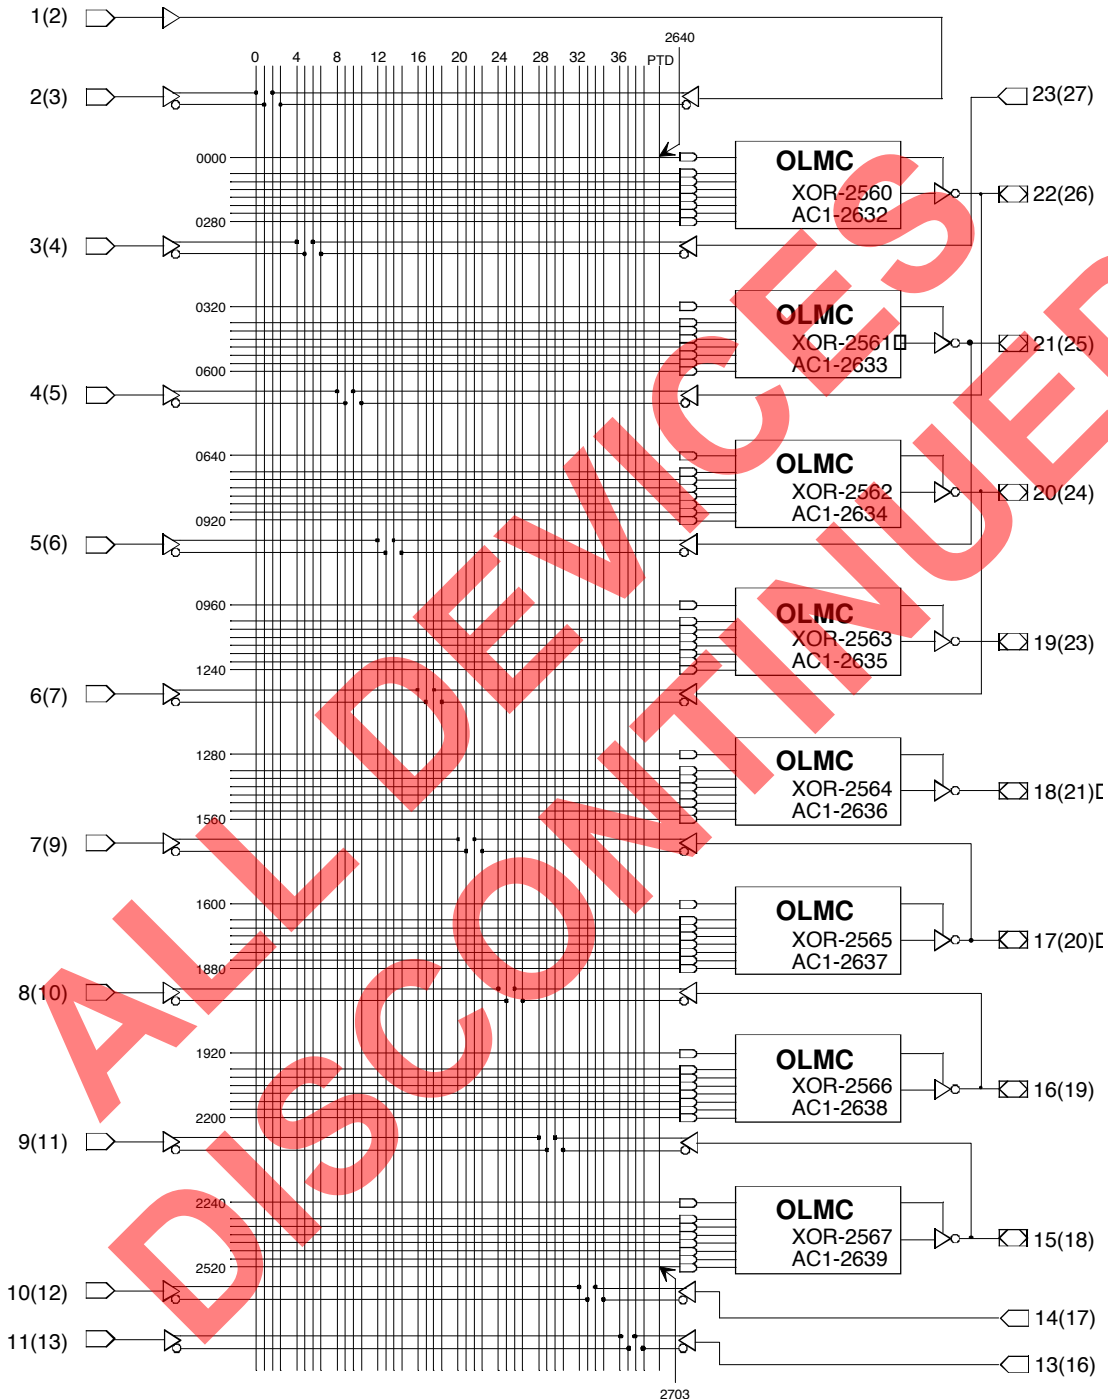 1(2)
2640
0 4 8 12 16 20 24 28 32 36 PTD
2(3) 23(27)
0000 OLMC
XOR-2560 22(26)
AC1-2632
0280
3(4)
0320 OLMC
XOR-2561 21(25)
AC1-2633
0600
4(5)
0640 OLMC
XOR-2562 20(24)
AC1-2634
0920
5(6)
0960 OLMC
XOR-2563 19(23)
AC1-2635
1240
6(7)
1280 OLMC
XOR-2564 18(21)
AC1-2636
1560
7(9)
1600 OLMC
XOR-2565 17(20)
AC1-2637
1880
8(10)
1920 OLMC
XOR-2566 16(19)
AC1-2638
2200
9(11)
2240 OLMC
XOR-2567 15(18)
AC1-2639
2520
10(12)
14(17)
11(13)
13(16)
2703
ALL DEVICES
DISCONTINUED